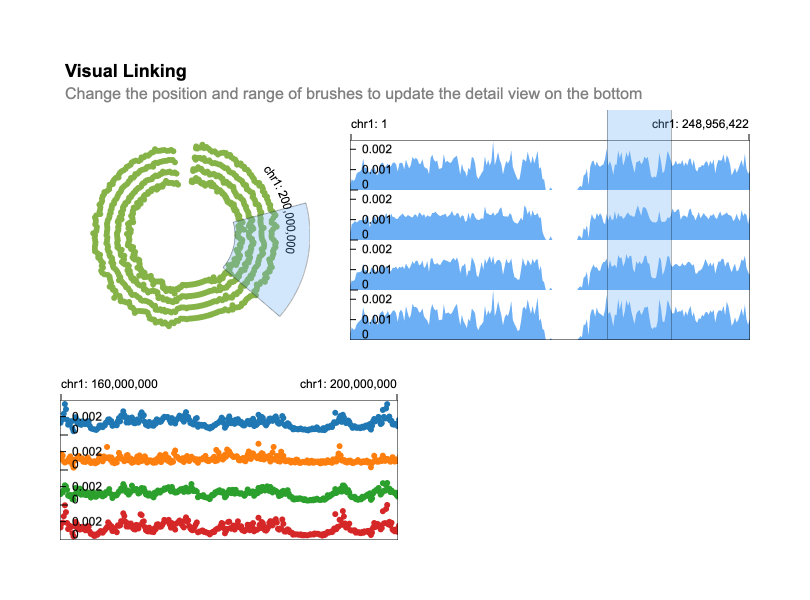 Visual Linking
Change the position and range of brushes to update the detail view on the bottom
chr1: 200,000,000
chr1: 1
chr1: 248,956,422
0.002
0.001
0
0.002
0.001
0
0.002
0.001
0
0.002
0.001
0
chr1: 160,000,000
chr1: 200,000,000
0.002
0
0.002
0
0.002
0
0.002
0